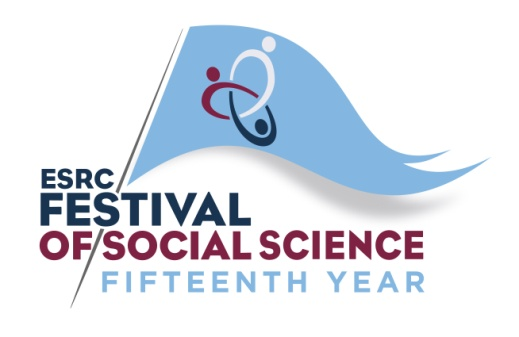 ESRC
FESTIVAL
OF SOCIAL SCIENCE
FIFTEENTH YEAR